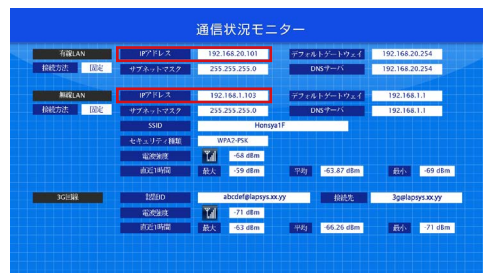 通信状況モニター
有線LAN IPアドレス 192.168.20.101 デフォルトゲートウェイ 192.168.20.254
接続方法 固定 サブネットマスク 255.255.255.0 DNSサーバ 192.168.20.254
無線LAN IPアドレス 192.168.1.103 デフォルトゲートウェイ 192.168.1.1
接続方法 固定 サブネットマスク 255.255.255.0 DNSサーバ 192.168.1.1
SSID Honsya1F
セキュリティ種類 WPA2-PSK
電波強度 -68 dBm
直近1時間 最大 -59 dBm 平均 -63.87 dBm 最小 -69 dBm
3G回線 認証ID abcdef@lapsys.xx.yy 接続先 3g@lapsys.xx.yy
電波強度 -71 dBm
直近1時間 最大 -63 dBm 平均 -66.26 dBm 最小 -71 dBm